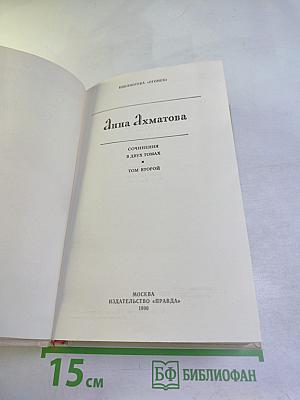 БИБЛИОТЕКА «ОГОНЕК»
Анна Ахматова
СОЧИНЕНИЯ
В ДВУХ ТОМАХ
ТОМ ВТОРОЙ
МОСКВА
ИЗДАТЕЛЬСТВО «ПРАВДА»
1990
15 см
БФ БИБЛИОФАН